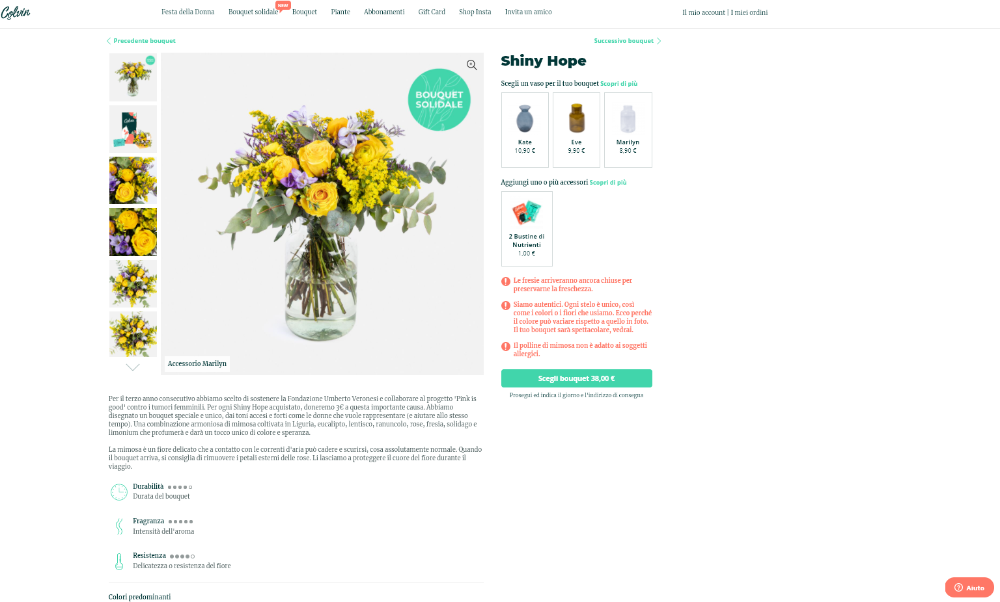 Colvin
Festa della Donna
Bouquet solidale
NEW
Bouquet
Piante
Abbonamenti
Gift Card
Shop Insta
Invita un amico
Il mio account | I miei ordini
Precedente bouquet
Successivo bouquet
BOUQUET
SOLIDALE
Accessorio Marilyn
Shiny Hope
Scegli un vaso per il tuo bouquet Scopri di più
Kate
10,90 €
Eve
9,90 €
Marilyn
8,90 €
Aggiungi uno o più accessori Scopri di più
2 Bustine di
Nutrienti
1,00 €
Le fresie arriveranno ancora chiuse per
preservarne la freschezza.
Siamo autentici. Ogni stelo è unico, così
come i colori o i fiori che usiamo. Ecco perché
il colore può variare rispetto a quello in foto.
Il tuo bouquet sarà spettacolare, vedrai.
Il polline di mimosa non è adatto ai soggetti
allergici.
Scegli bouquet 38,00 €
Prosegui ed indica il giorno e l'indirizzo di consegna
Per il terzo anno consecutivo abbiamo scelto di sostenere la Fondazione Umberto Veronesi e collaborare al progetto 'Pink is
good' contro i tumori femminili. Per ogni Shiny Hope acquistato, doneremo 3€ a questa importante causa. Abbiamo
disegnato un bouquet speciale e unico, dai toni accesi e forti come le donne che vuole rappresentare (e aiutare allo stesso
tempo). Una combinazione armoniosa di mimosa coltivata in Liguria, eucalipto, lentisco, ranuncolo, rose, fresia, solidago e
limonium che profumerà e darà un tocco unico di colore e speranza.
La mimosa è un fiore delicato che a contatto con le correnti d'aria può cadere e scurirsi, cosa assolutamente normale. Quando
il bouquet arriva, si consiglia di rimuovere i petali esterni delle rose. Li lasciamo a proteggere il cuore del fiore durante il
viaggio.
Durabilità
Durata del bouquet
Fragranza
Intensità dell'aroma
Resistenza
Delicatezza o resistenza del fiore
Colori predominanti
Aiuto